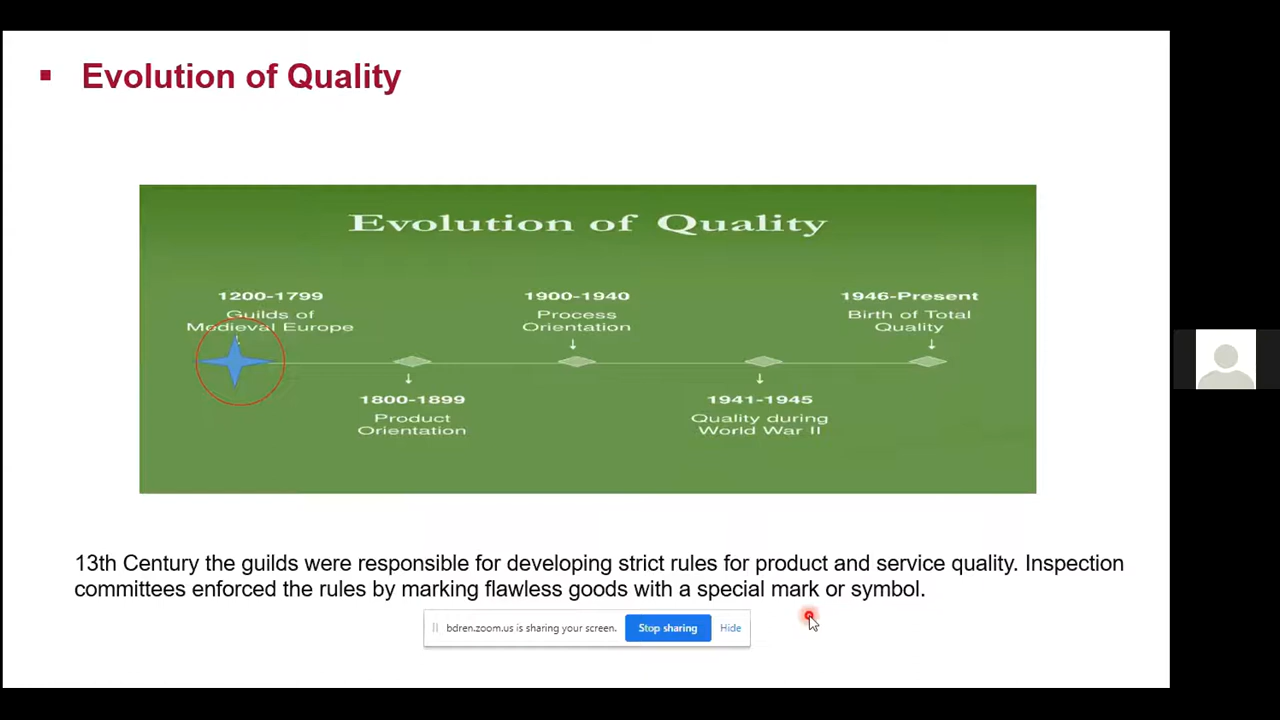 Evolution of Quality
Evolution of Quality
1200-1799
Guilds of
Medieval Europe
1800-1899
Product
Orientation
1900-1940
Process
Orientation
1941-1945
Quality during
World War II
1946-Present
Birth of Total
Quality
13th Century the guilds were responsible for developing strict rules for product and service quality. Inspection
committees enforced the rules by marking flawless goods with a special mark or symbol.
bdren.zoom.us is sharing your screen. Stop sharing Hide